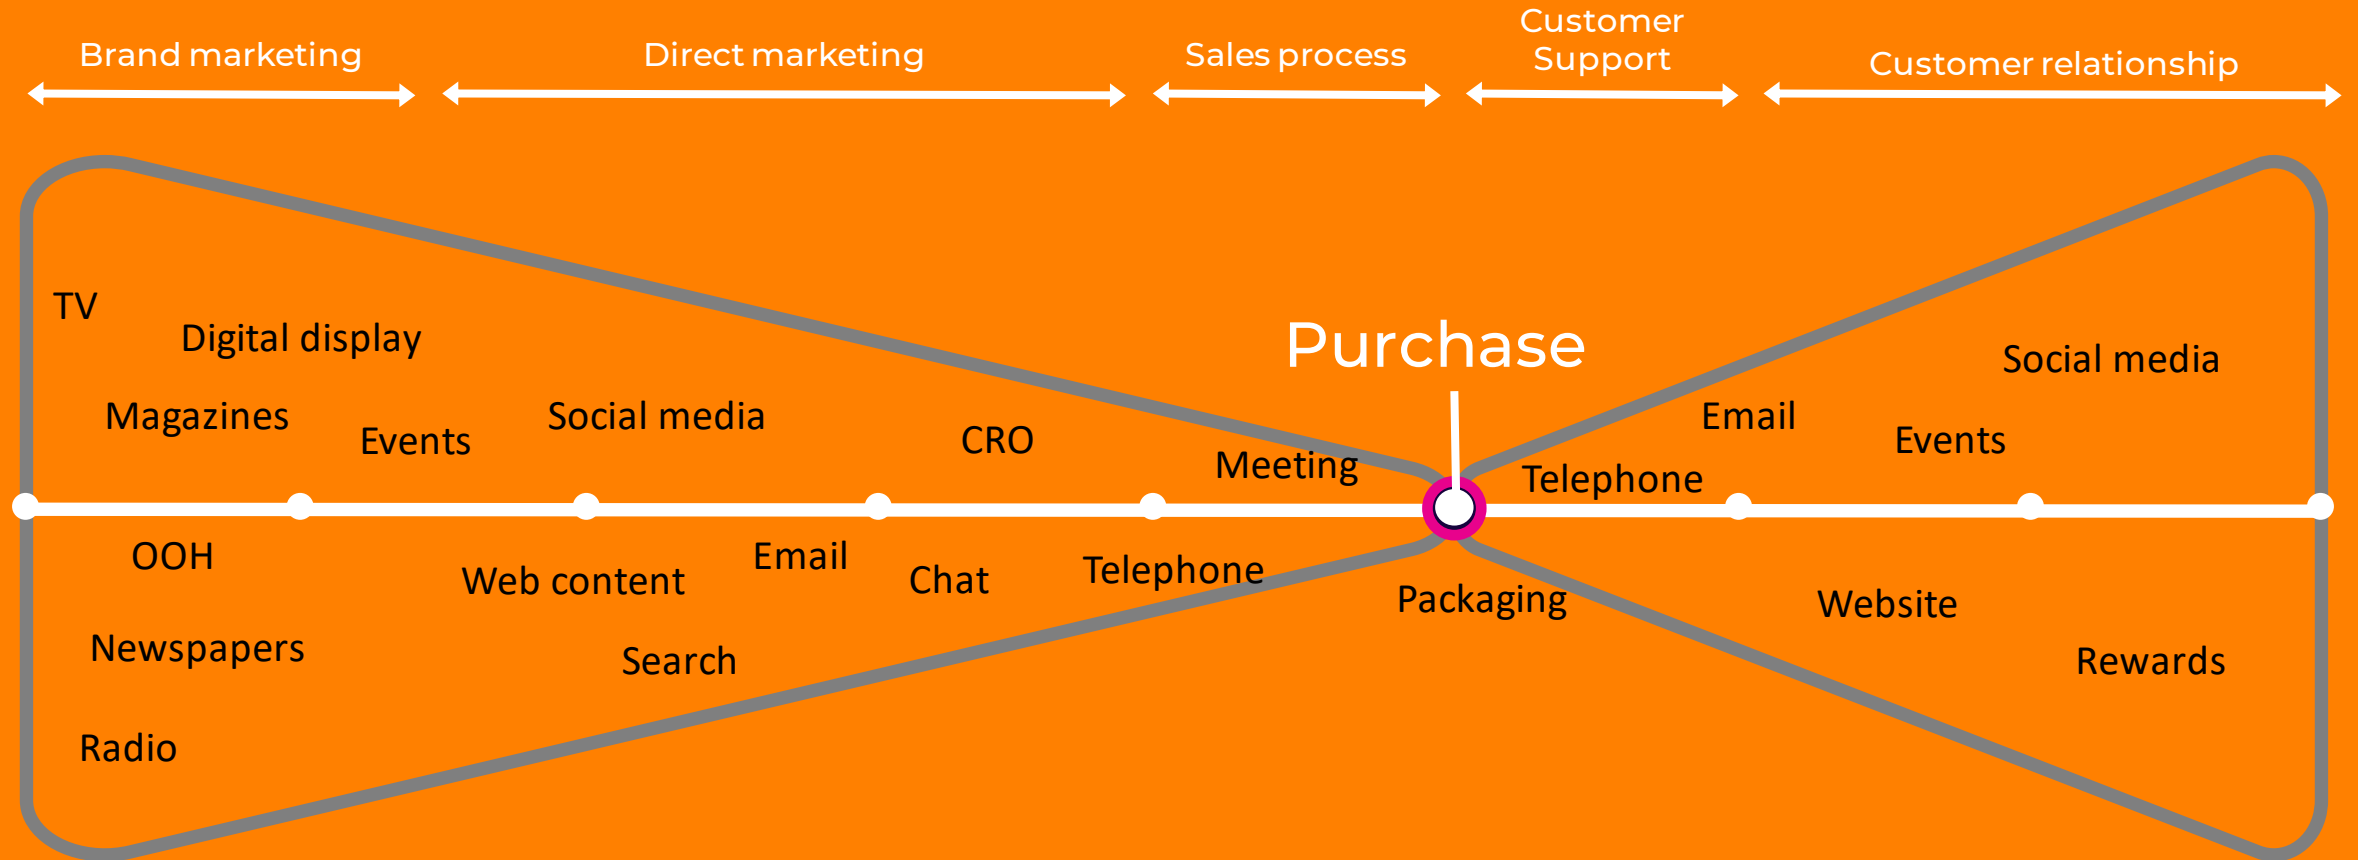 Brand marketing
Direct marketing
Sales process
Customer
Support
Customer relationship
TV
Digital display
Magazines
Events
Social media
CRO
Meeting
Purchase
Telephone
Email
Events
Social media
OOH
Newspapers
Radio
Web content
Search
Email
Chat
Telephone
Packaging
Website
Rewards